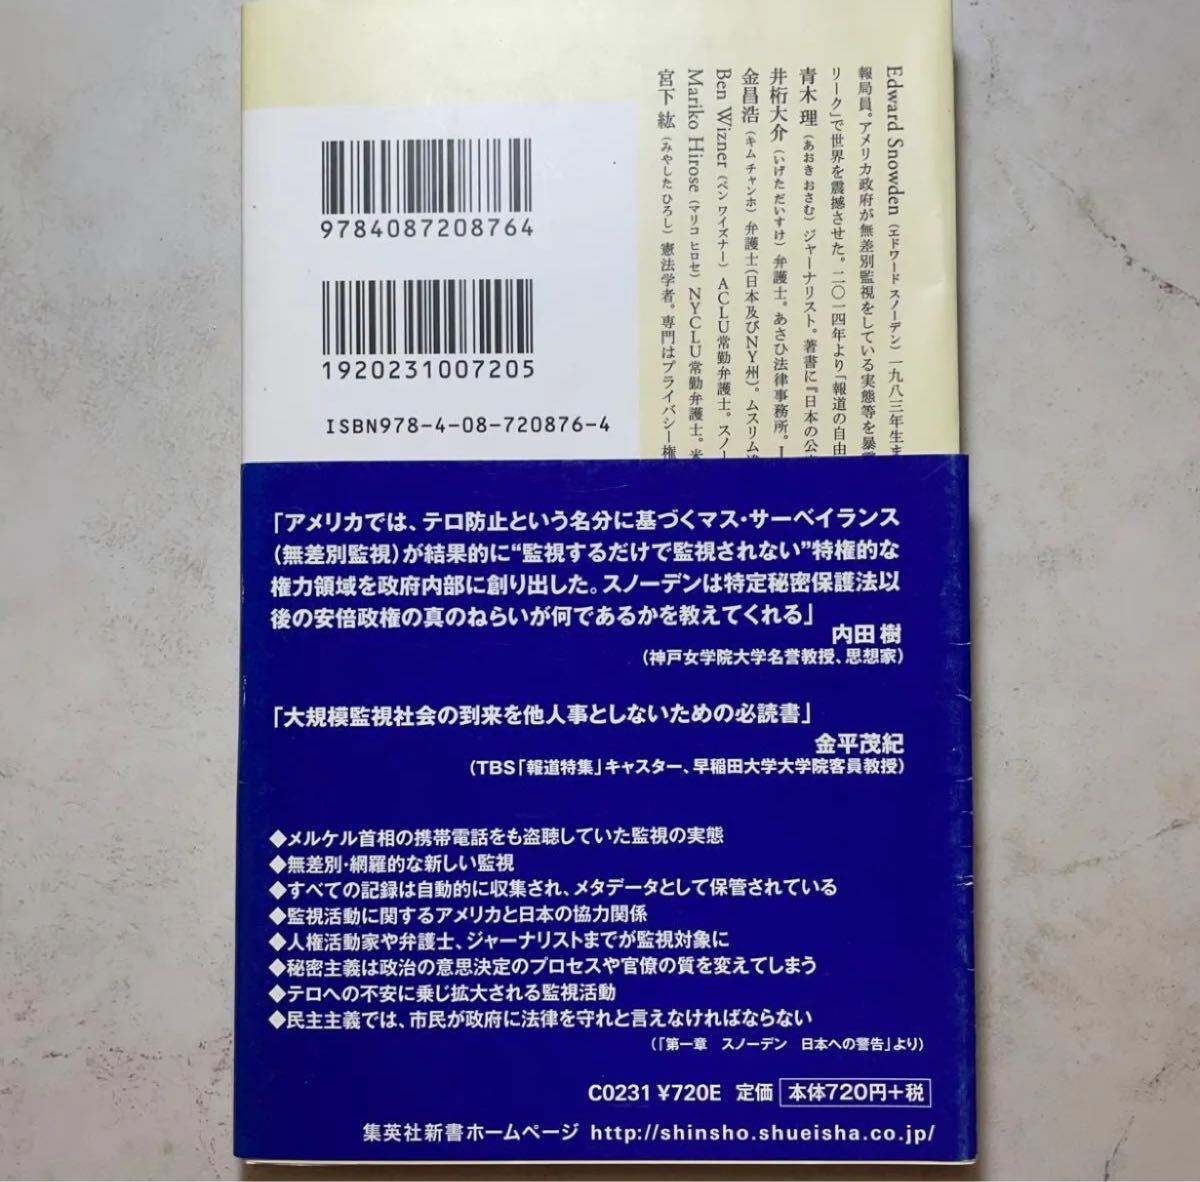 Edward Snowden（エドワード スノーデン）一九八三年生ま
報局員。アメリカ政府が無差別監視をしている実態等を暴露
リーク」で世界を震撼させた。二〇一四年より「報道の自由
青木 理（あおき おさむ）ジャーナリスト。著書に『日本の公安
井桁大介（いげた だいすけ）弁護士。あさひ法律事務所。
金昌浩（キム チャンホ）弁護士（日本及びNY州）。ムスリム違
Ben Wizner（ベン ワイズナー）ACLU常勤弁護士。スノー
Mariko Hirose（マリコ ヒロセ）NYCLU常勤弁護士。米
宮下 紘（みやした ひろし）憲法学者。専門はプライバシー権
9784087208764
1920231007205
ISBN978-4-08-720876-4
「アメリカでは、テロ防止という名分に基づくマス・サーベイランス
（無差別監視）が結果的に“監視するだけで監視されない”特権的な
権力領域を政府内部に創り出した。スノーデンは特定秘密保護法以
後の安倍政権の真のねらいが何であるかを教えてくれる」
内田 樹
（神戸女学院大学名誉教授、思想家）
「大規模監視社会の到来を他人事としないための必読書」
金平茂紀
（TBS「報道特集」キャスター、早稲田大学大学院客員教授）
◆メルケル首相の携帯電話をも盗聴していた監視の実態
◆無差別・網羅的な新しい監視
◆すべての記録は自動的に収集され、メタデータとして保管されている
◆監視活動に関するアメリカと日本の協力関係
◆人権活動家や弁護士、ジャーナリストまでが監視対象に
◆秘密主義は政治の意思決定のプロセスや官僚の質を変えてしまう
◆テロへの不安に乗じ拡大される監視活動
◆民主主義では、市民が政府に法律を守れと言えなければならない
（「第一章　スノーデン　日本への警告」より）
C0231 ¥720E 定価 本体720円+税
集英社新書ホームページ http://shinsho.shueisha.co.jp/